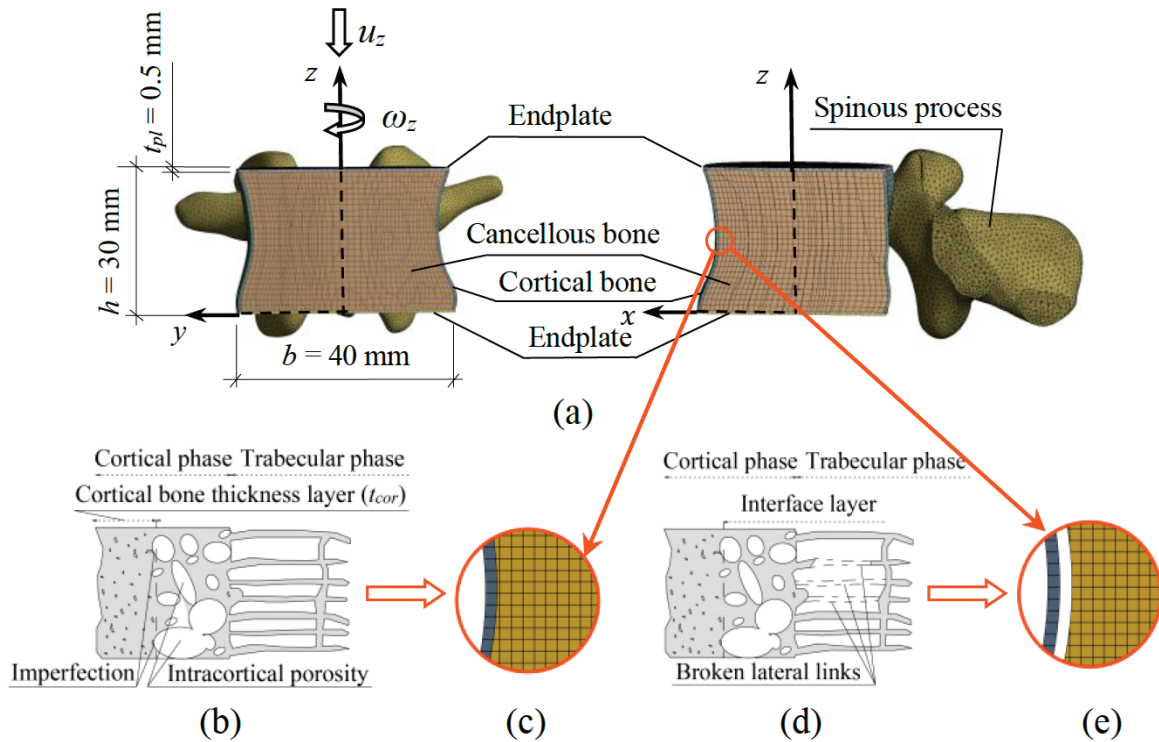 u_z
z
t_pl = 0.5 mm
ω_z
Endplate
z
Spinous process
h = 30 mm
Cancellous bone
Cortical bone
y
x
Endplate
b = 40 mm
(a)
Cortical phase Trabecular phase
Cortical bone thickness layer (t_cor)
Imperfection Intracortical porosity
Cortical phase Trabecular phase
Interface layer
Broken lateral links
(b)
(c)
(d)
(e)